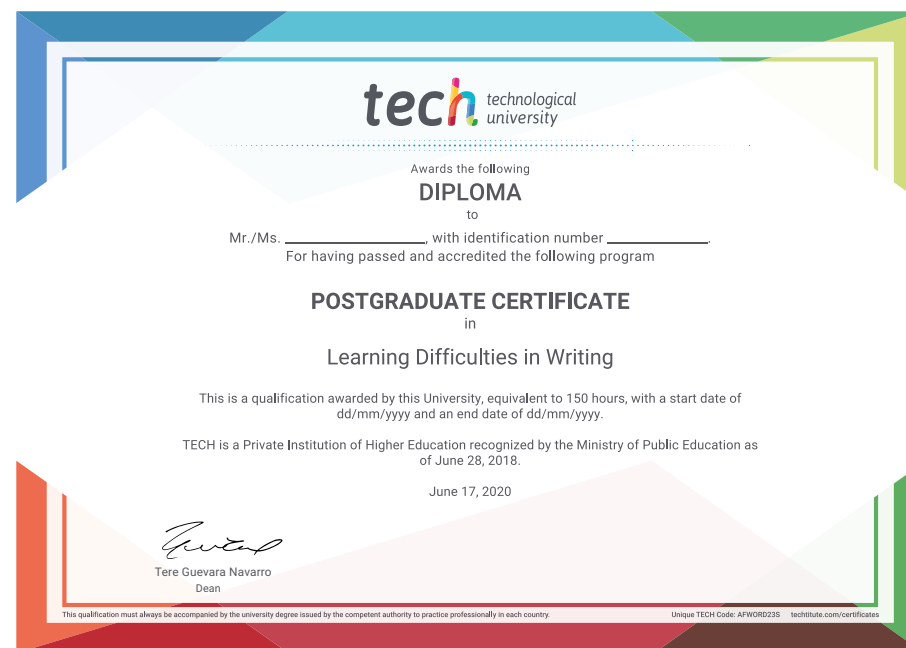 tech technological
university
Awards the following
DIPLOMA
to
Mr./Ms. ____________________, with identification number ______________.
For having passed and accredited the following program
POSTGRADUATE CERTIFICATE
in
Learning Difficulties in Writing
This is a qualification awarded by this University, equivalent to 150 hours, with a start date of
dd/mm/yyyy and an end date of dd/mm/yyyy.
TECH is a Private Institution of Higher Education recognized by the Ministry of Public Education as
of June 28, 2018.
June 17, 2020
Tere Guevara Navarro
Dean
This qualification must always be accompanied by the university degree issued by the competent authority to practice professionally in each country. Unique TECH Code: AFWORD23S techtitute.com/certificates